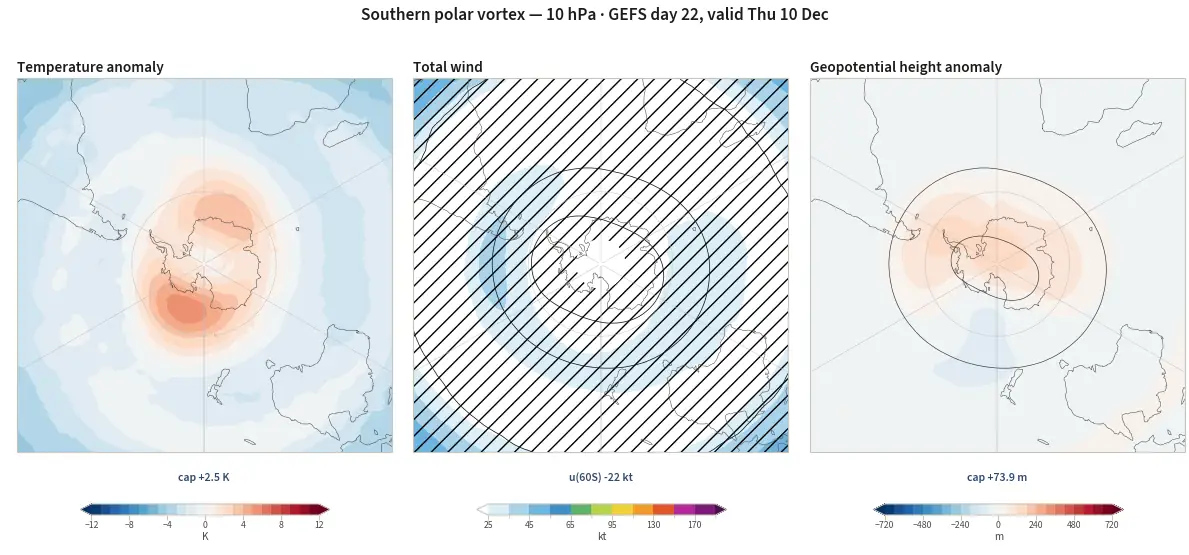 Southern polar vortex — 10 hPa · GEFS day 22, valid Thu 10 Dec
Temperature anomaly
Total wind
Geopotential height anomaly
cap +2.5 K
u(60S) -22 kt
cap +73.9 m
−12 −8 −4 0 4 8 12
K
25 45 65 95 130 170
kt
−720 −480 −240 0 240 480 720
m